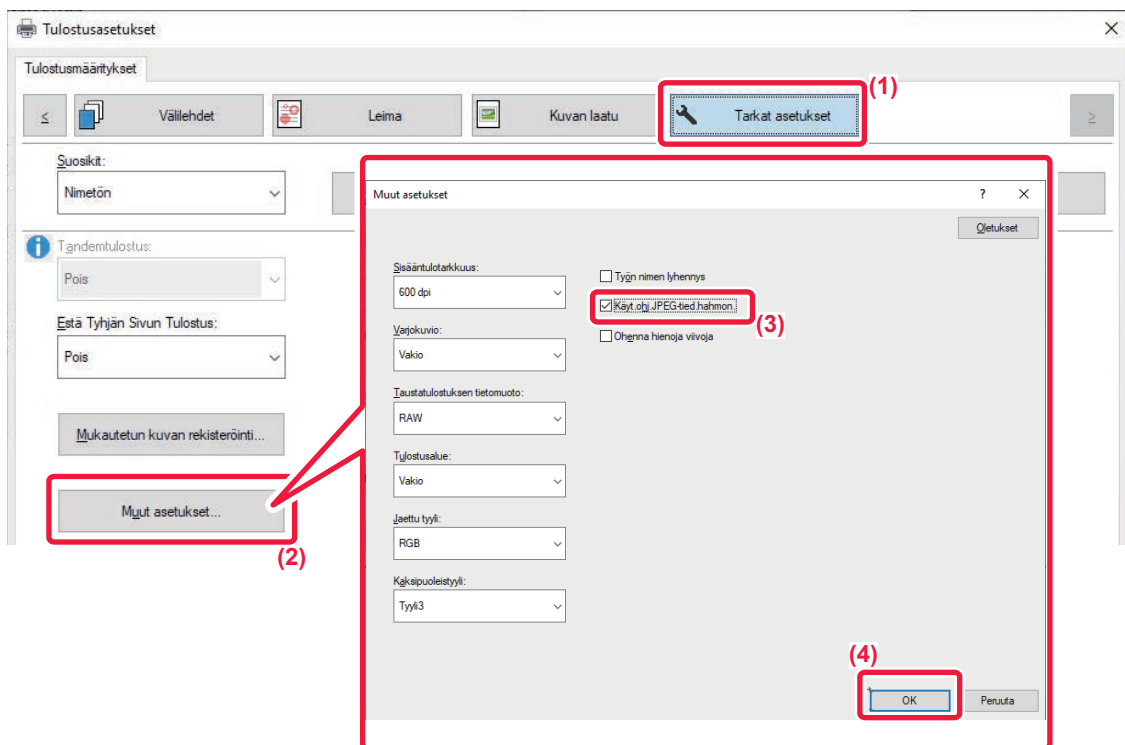 Tulostusasetukset
Tulostusmääritykset
(1)
< Välilehdet Leima Kuvan laatu Tarkat asetukset >
Suosikit:
Nimetön
Tandemtulostus:
Pois
Estä Tyhjän Sivun Tulostus:
Pois
Mukautetun kuvan rekisteröinti...
Muut asetukset...
(2)
Muut asetukset ?
Oletukset
Sisääntulotarkkuus:
600 dpi
Varjokuvio:
Vakio
Taustatulostuksen tietomuoto:
RAW
Tulostusalue:
Vakio
Jaettu tyyli:
RGB
Kaksipuoleistyyli:
Tyyli3
Työn nimen lyhennys
Käyt.ohj.JPEG-tied.hahmon.
(3)
Ohenna hienoja viivoja
(4)
OK Peruuta